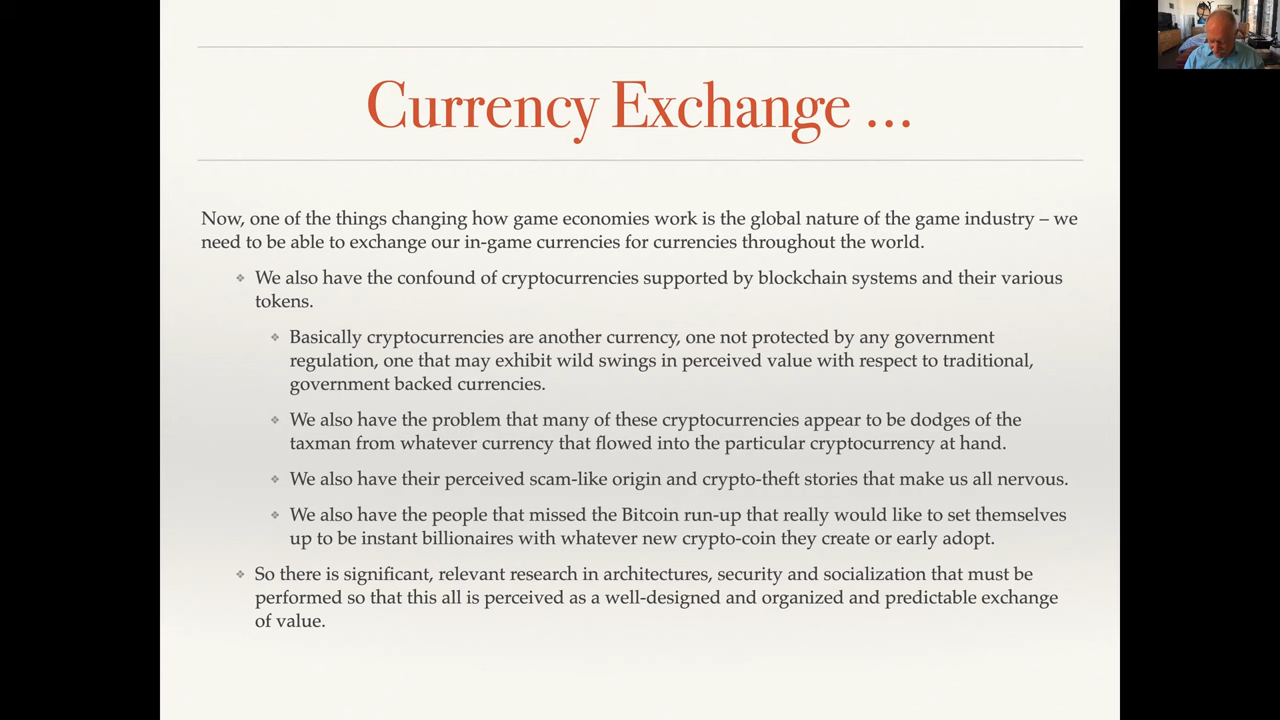 Currency Exchange ...
Now, one of the things changing how game economies work is the global nature of the game industry – we
need to be able to exchange our in-game currencies for currencies throughout the world.
❖ We also have the confound of cryptocurrencies supported by blockchain systems and their various
tokens.
❖ Basically cryptocurrencies are another currency, one not protected by any government
regulation, one that may exhibit wild swings in perceived value with respect to traditional,
government backed currencies.
❖ We also have the problem that many of these cryptocurrencies appear to be dodges of the
taxman from whatever currency that flowed into the particular cryptocurrency at hand.
❖ We also have their perceived scam-like origin and crypto-theft stories that make us all nervous.
❖ We also have the people that missed the Bitcoin run-up that really would like to set themselves
up to be instant billionaires with whatever new crypto-coin they create or early adopt.
❖ So there is significant, relevant research in architectures, security and socialization that must be
performed so that this all is perceived as a well-designed and organized and predictable exchange
of value.